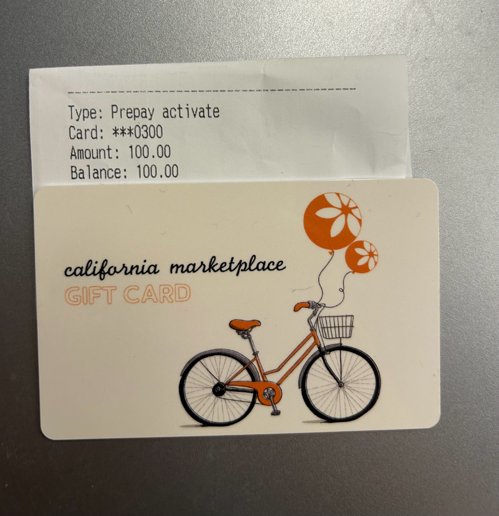 Type: Prepay activate
Card: ***0300
Amount: 100.00
Balance: 100.00
california marketplace
GIFT CARD